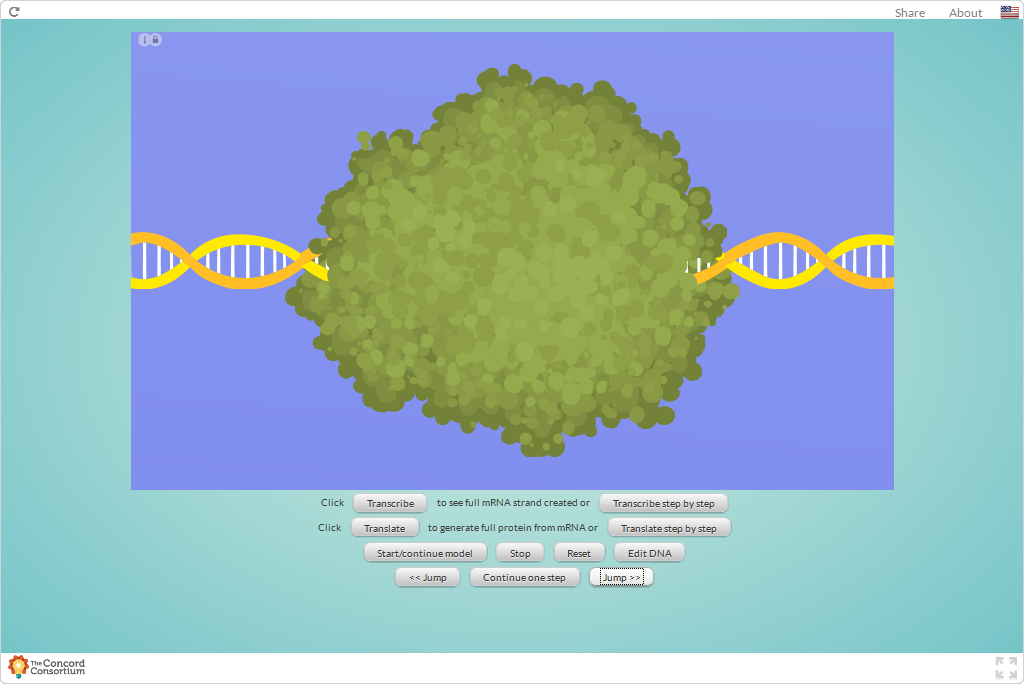 Share About
Click Transcribe to see full mRNA strand created or Transcribe step by step
Click Translate to generate full protein from mRNA or Translate step by step
Start/continue model Stop Reset Edit DNA
<< Jump Continue one step Jump >>
The Concord
Consortium